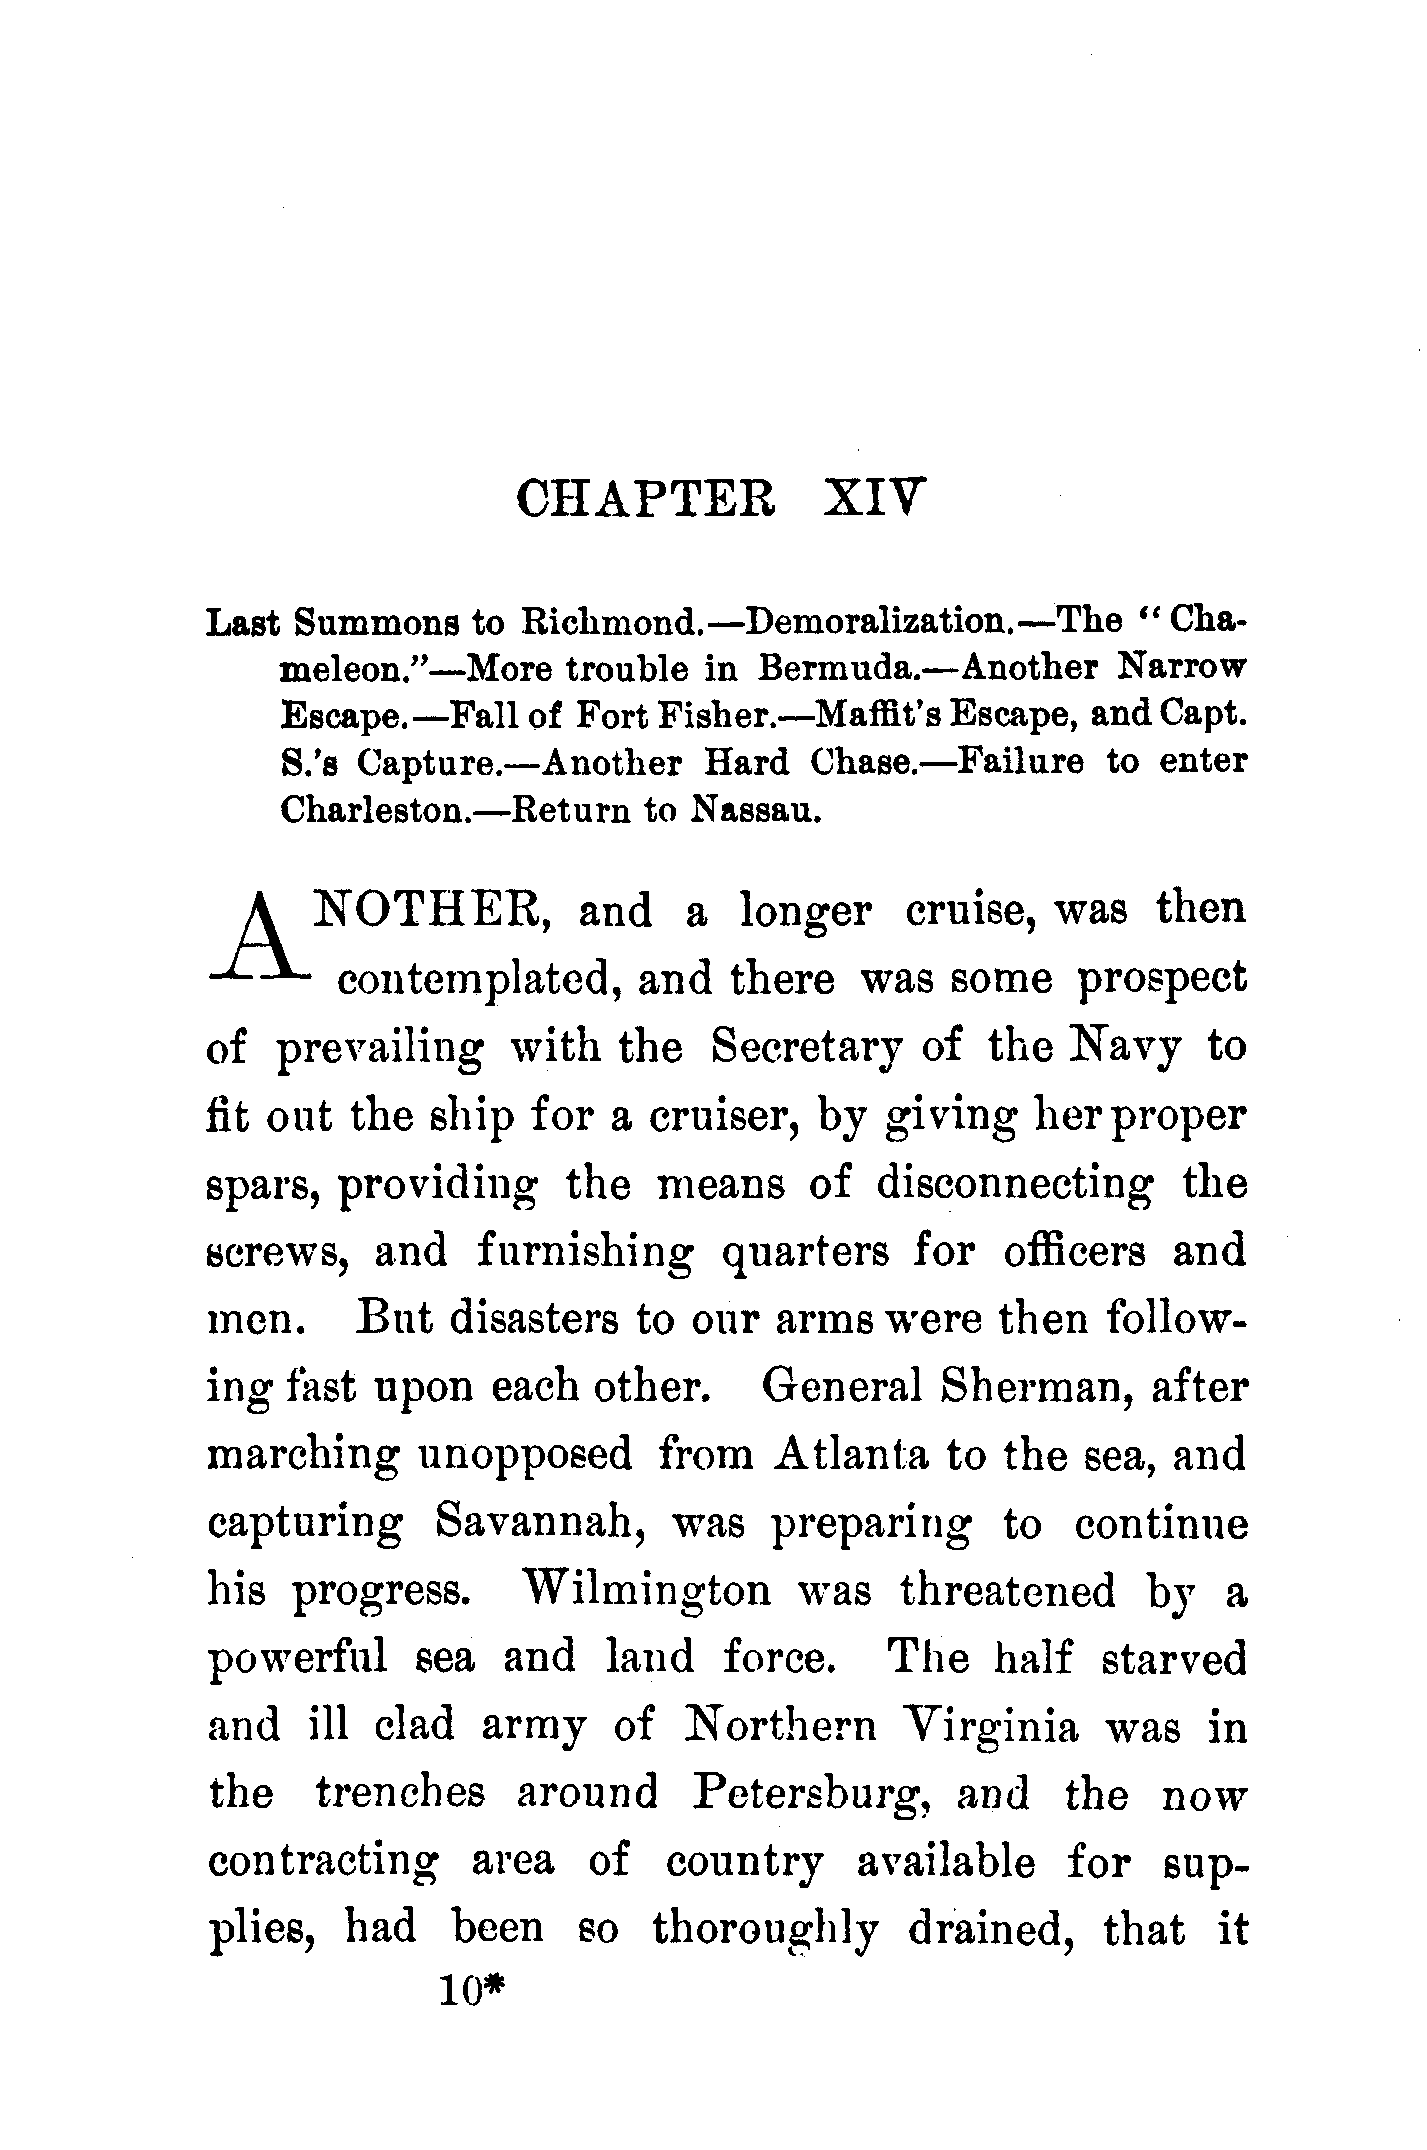 CHAPTER XIV
Last Summons to Richmond.—Demoralization.—The “Cha-
meleon.”—More trouble in Bermuda.—Another Narrow
Escape.—Fall of Fort Fisher.—Maffit's Escape, and Capt.
S.'s Capture.—Another Hard Chase.—Failure to enter
Charleston.—Return to Nassau.
ANOTHER, and a longer cruise, was then
contemplated, and there was some prospect
of prevailing with the Secretary of the Navy to
fit out the ship for a cruiser, by giving her proper
spars, providing the means of disconnecting the
screws, and furnishing quarters for officers and
men. But disasters to our arms were then follow-
ing fast upon each other. General Sherman, after
marching unopposed from Atlanta to the sea, and
capturing Savannah, was preparing to continue
his progress. Wilmington was threatened by a
powerful sea and land force. The half starved
and ill clad army of Northern Virginia was in
the trenches around Petersburg, and the now
contracting area of country available for sup-
plies, had been so thoroughly drained, that it
10*